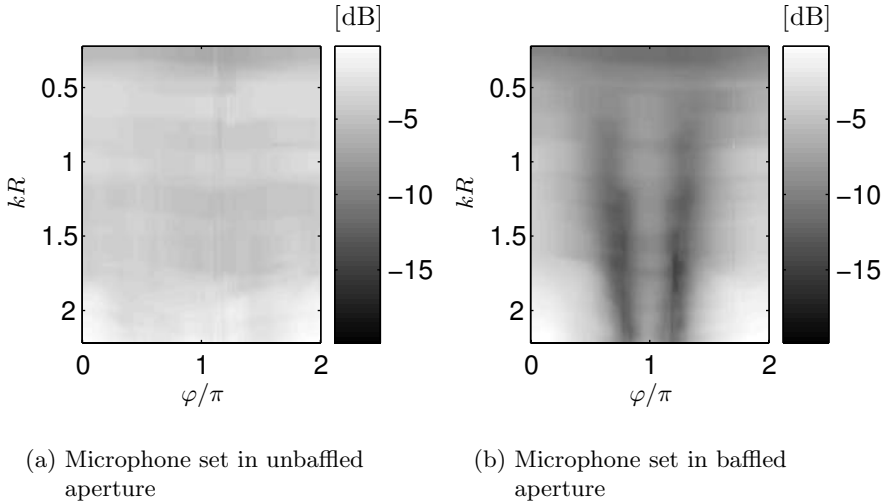 [dB]
0.5
1
1.5
2
kR
0
1
2
φ/π
−5
−10
−15
(a) Microphone set in unbaffled
aperture
[dB]
0.5
1
1.5
2
kR
0
1
2
φ/π
−5
−10
−15
(b) Microphone set in baffled
aperture